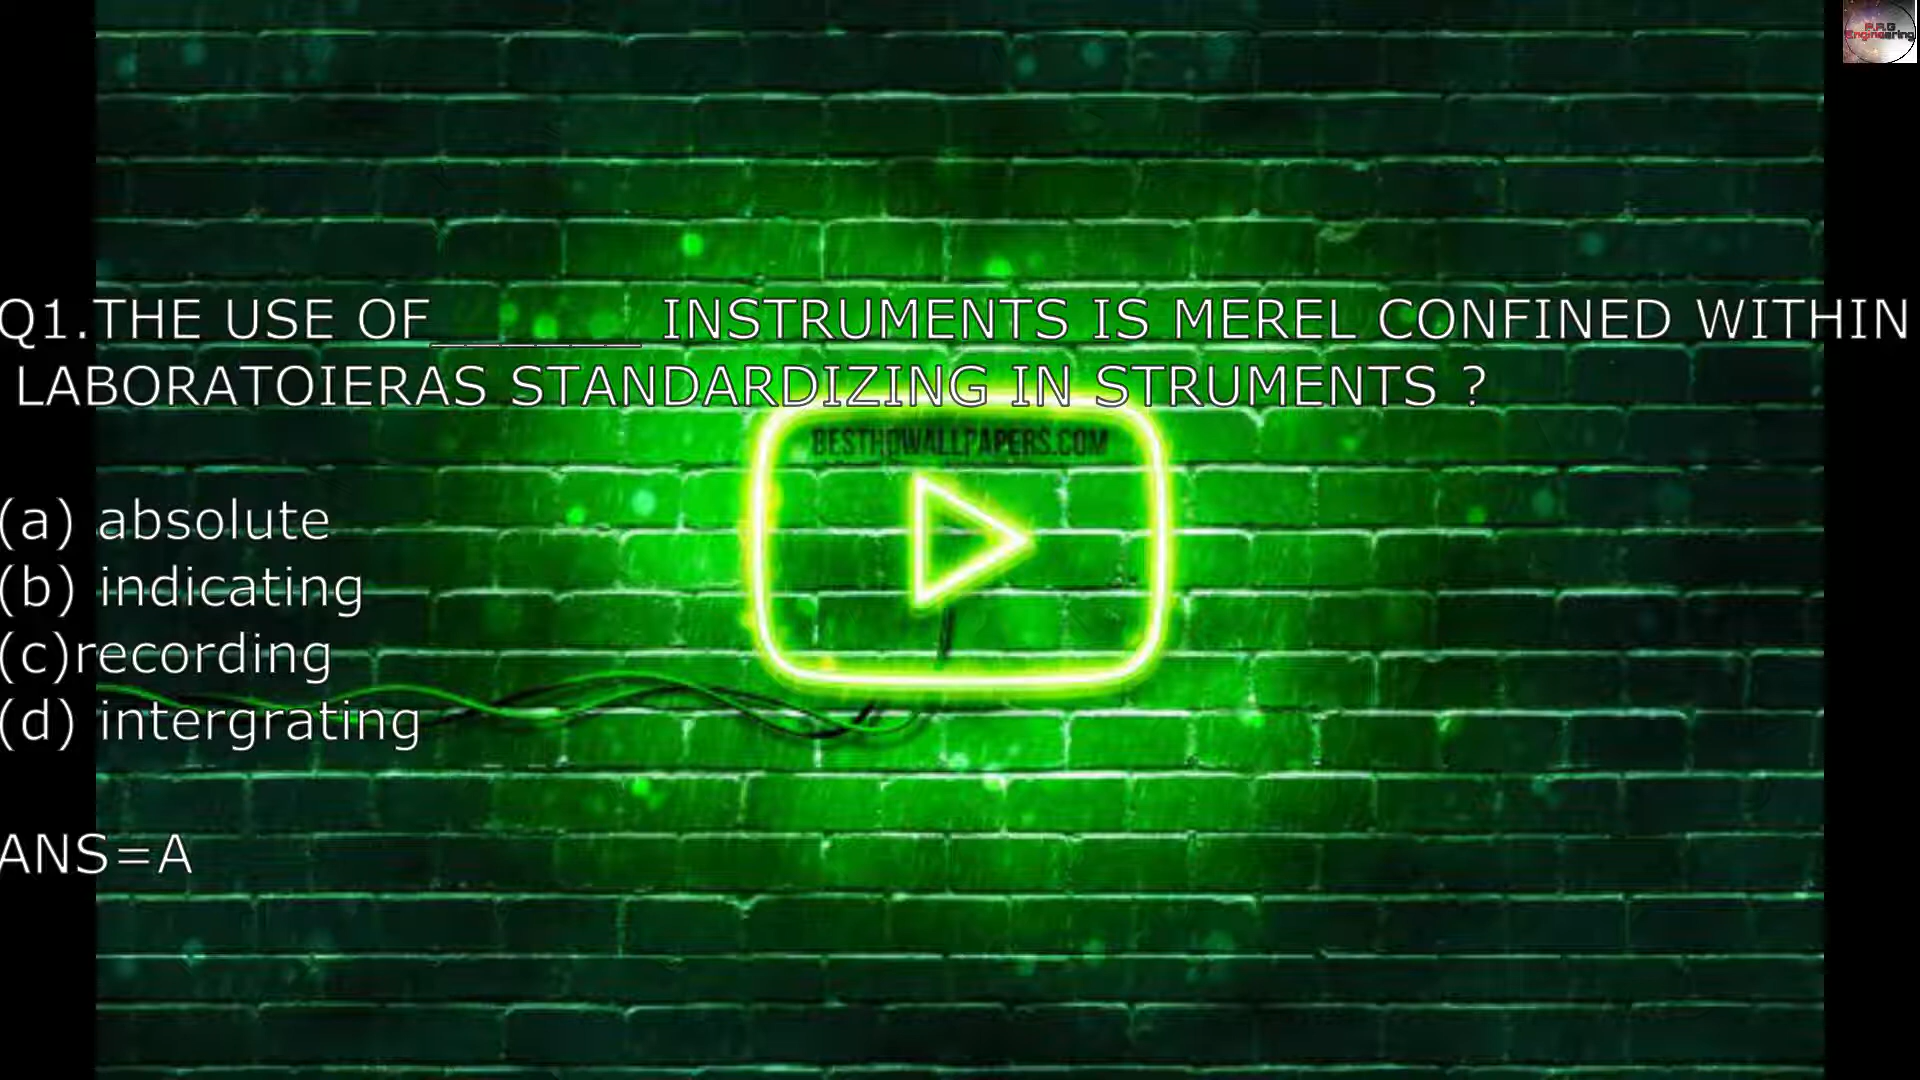 P.R.G
Engineering
Q1.THE USE OF______ INSTRUMENTS IS MEREL CONFINED WITHIN
LABORATOIERAS STANDARDIZING IN STRUMENTS ?
BESTHDWALLPAPERS.COM
(a) absolute
(b) indicating
(c)recording
(d) intergrating
ANS=A